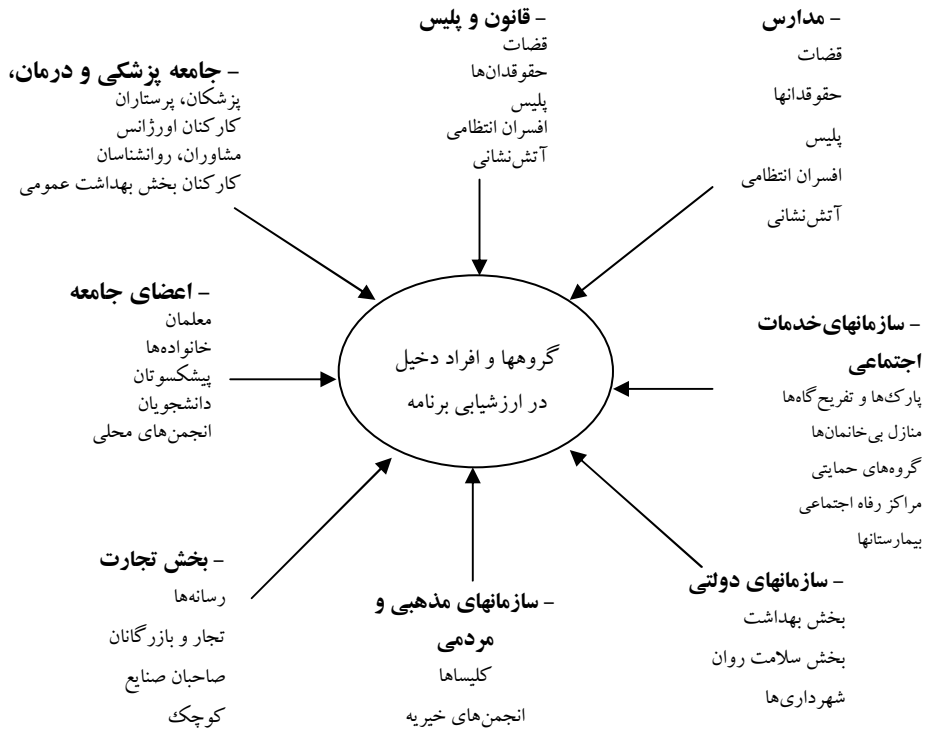 - مدارس
قضات
حقوقدانها
پلیس
افسران انتظامی
آتش‌نشانی
- قانون و پلیس
قضات
حقوقدان‌ها
پلیس
افسران انتظامی
آتش‌نشانی
- جامعه پزشکی و درمان،
پزشکان، پرستاران
کارکنان اورژانس
مشاوران، روانشناسان
کارکنان بخش بهداشت عمومی
- سازمانهای خدمات
اجتماعی
پارک‌ها و تفریح‌گاه‌ها
منازل بی‌خانمان‌ها
گروه‌های حمایتی
مراکز رفاه اجتماعی
بیمارستانها
گروهها و افراد دخیل
در ارزشیابی برنامه
- اعضای جامعه
معلمان
خانواده‌ها
پیشکسوتان
دانشجویان
انجمن‌های محلی
- سازمانهای دولتی
بخش بهداشت
بخش سلامت روان
شهرداری‌ها
- سازمانهای مذهبی و
مردمی
کلیساها
انجمن‌های خیریه
- بخش تجارت
رسانه‌ها
تجار و بازرگانان
صاحبان صنایع
کوچک